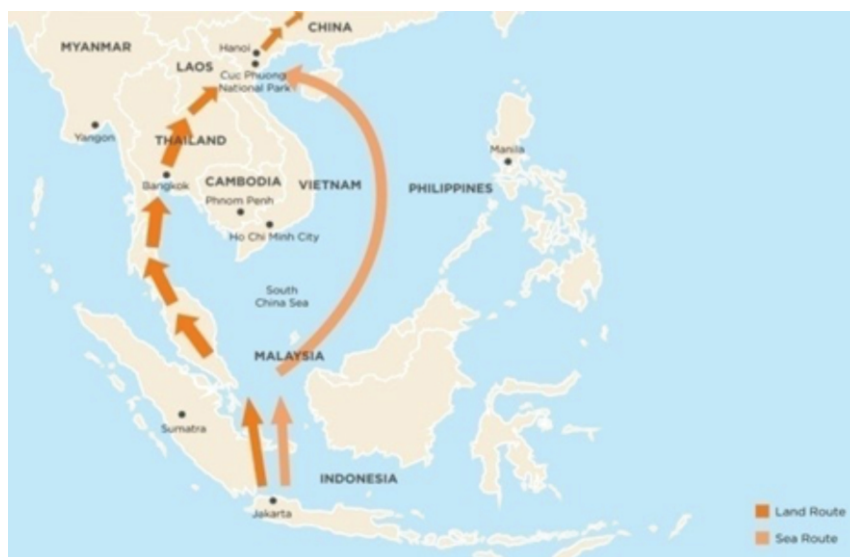 CHINA
Hanoi
MYANMAR
LAOS
Cuc Phuong
National Park
Yangon
THAILAND
Manila
Bangkok
CAMBODIA
VIETNAM
PHILIPPINES
Phnom Penh
Ho Chi Minh City
South
China Sea
MALAYSIA
Sumatra
INDONESIA
Jakarta
Land Route
Sea Route